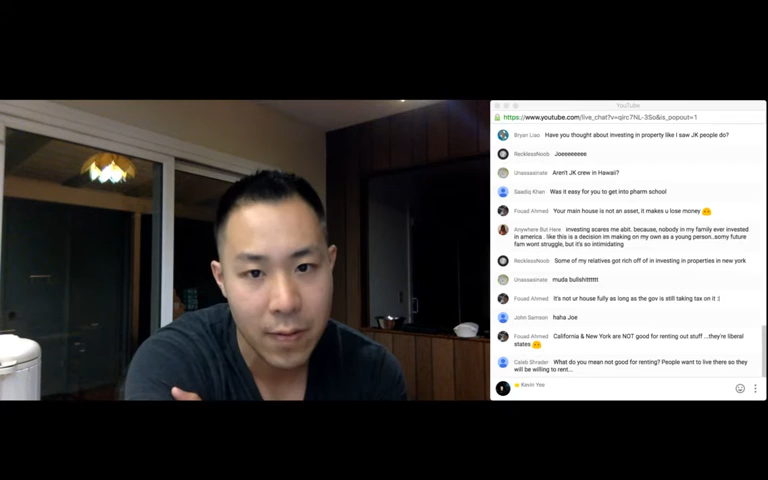 YouTube
https://www.youtube.com/live_chat?v=qirc7NL-3So&is_popout=1
Bryan Liao Have you thought about investing in property like I saw JK people do?
RecklessNoob Joeeeeeeee
Unassasinate Aren't JK crew in Hawaii?
Saadiq Khan Was it easy for you to get into pharm school
Fouad Ahmed Your main house is not an asset, it makes u lose money
Anywhere But Here investing scares me abit. because, nobody in my family ever invested
in america . like this is a decision im making on my own as a young person..somy future
fam wont struggle, but it's so intimidating
RecklessNoob Some of my relatives got rich off of in investing in properties in new york
Unassasinate muda bullshittttttt
Fouad Ahmed It's not ur house fully as long as the gov is still taking tax on it :(
John Samson haha Joe
Fouad Ahmed California & New York are NOT good for renting out stuff ...they're liberal
states
Caleb Shrader What do you mean not good for renting? People want to live there so they
will be willing to rent...
Kevin Yee